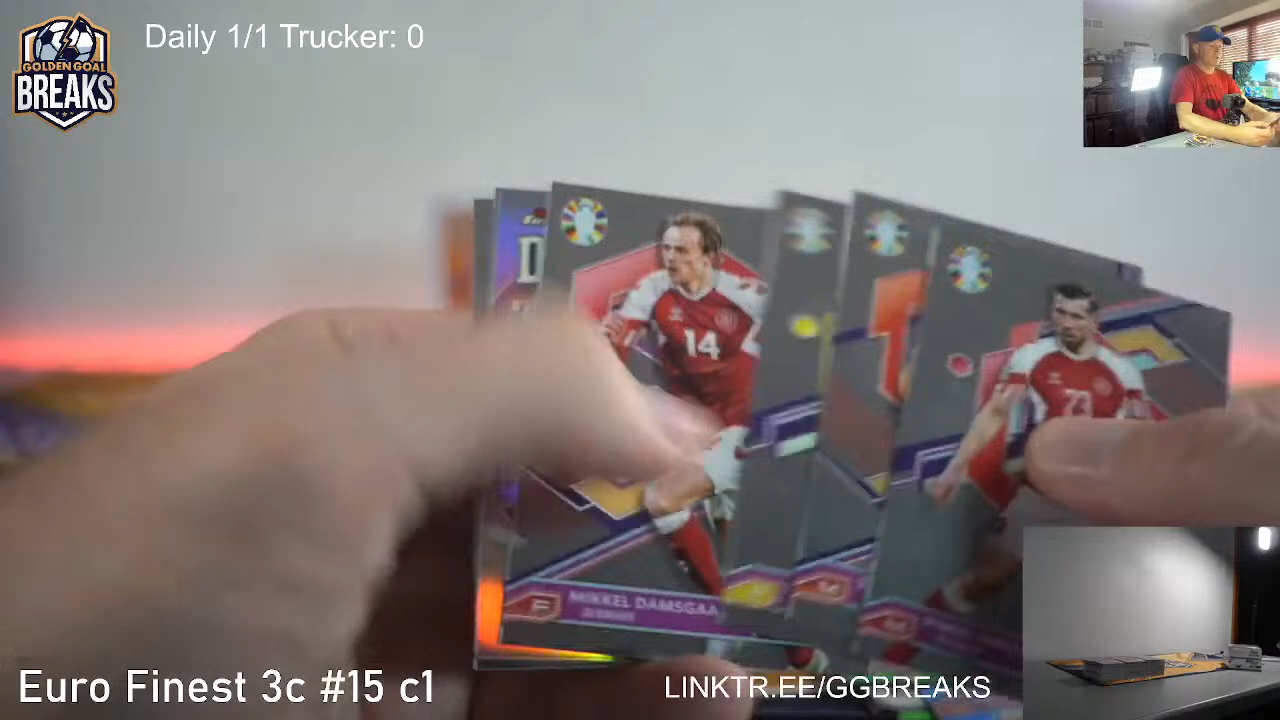 GOLDEN GOAL
BREAKS
Daily 1/1 Trucker: 0
14
23
MIKKEL DAMSGAA
Euro Finest 3c #15 c1
LINKTR.EE/GGBREAKS